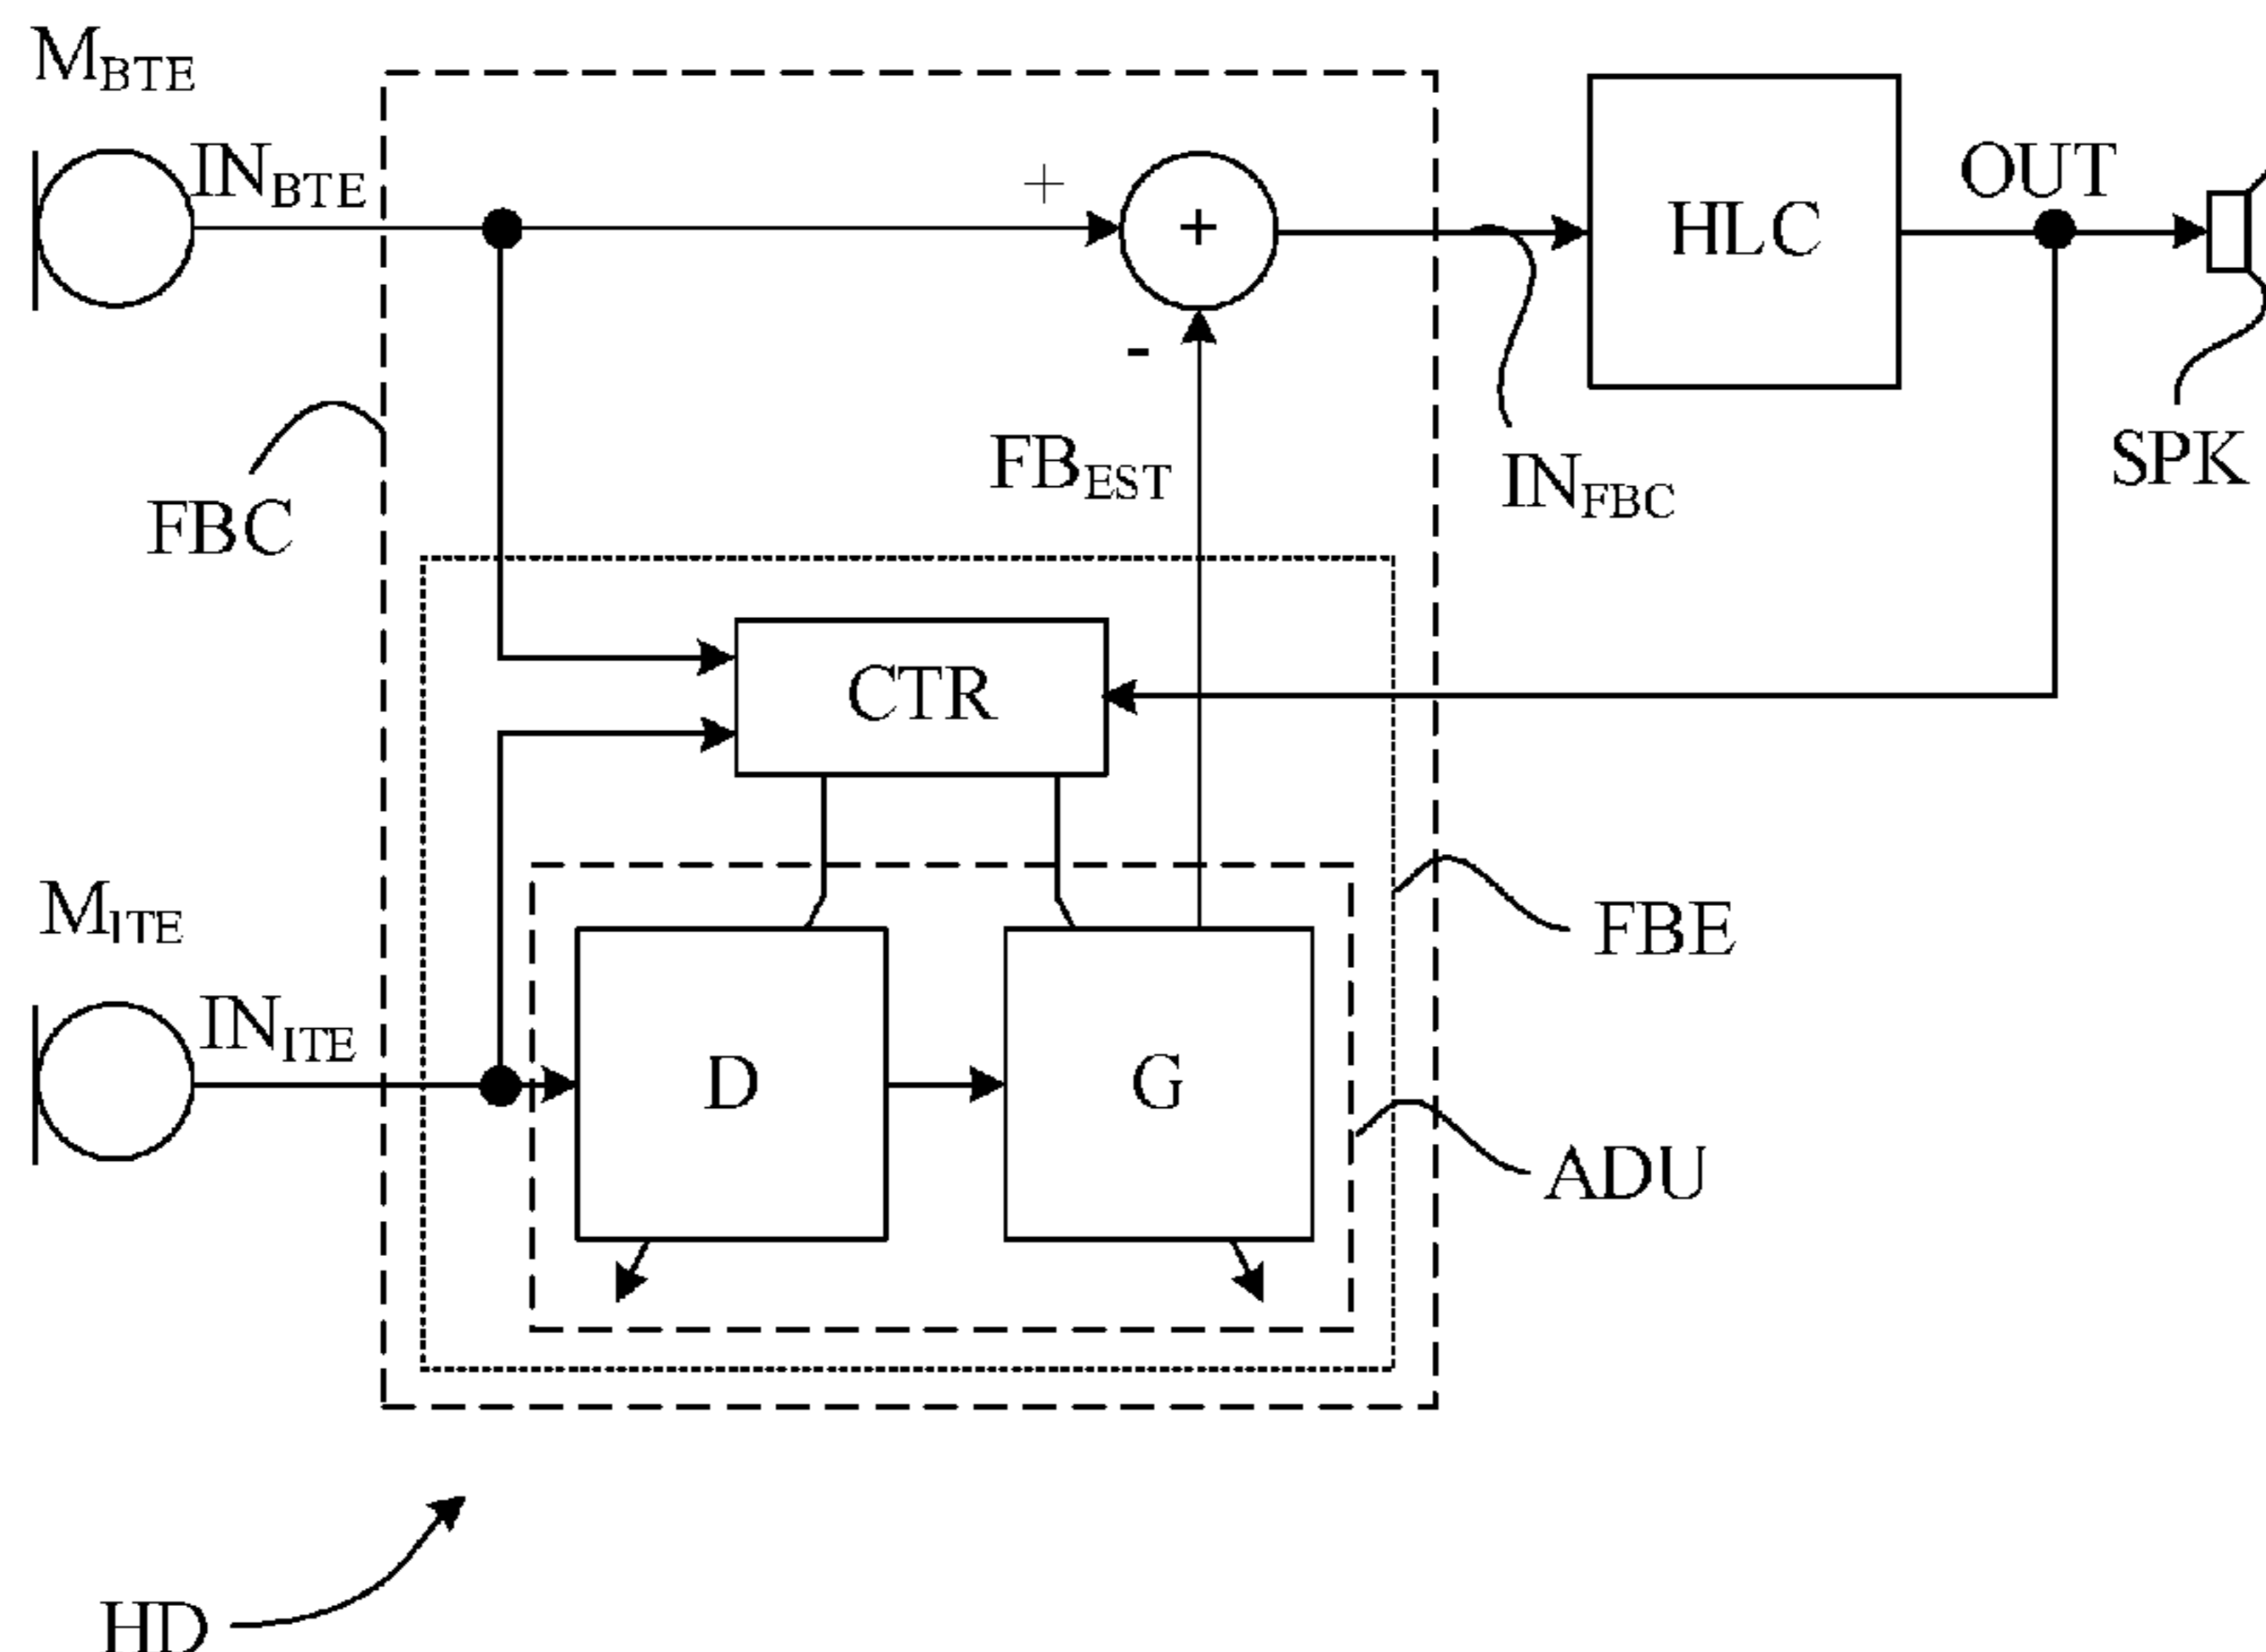 M_BTE
IN_BTE
+
+
HLC
OUT
-
FB_EST
IN_FBC
SPK
FBC
CTR
M_ITE
IN_ITE
FBE
D
G
ADU
HD